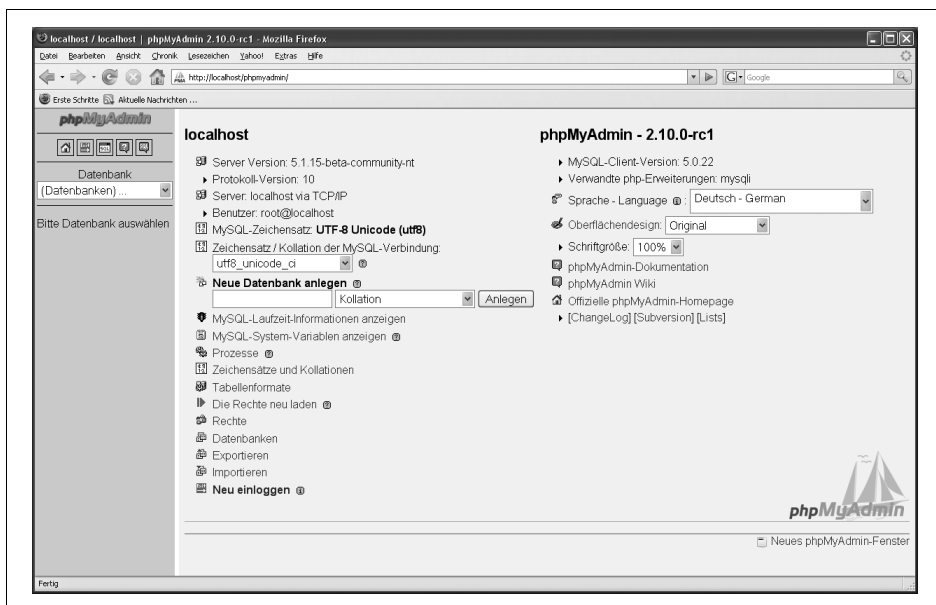 localhost / localhost | phpMyAdmin 2.10.0-rc1 - Mozilla Firefox
Datei Bearbeiten Ansicht Chronik Lesezeichen Yahoo! Extras Hilfe
http://localhost/phpmyadmin/
Google
Erste Schritte Aktuelle Nachrichten ...
phpMyAdmin
SQL
Datenbank
(Datenbanken) ...
Bitte Datenbank auswählen
localhost
Server Version: 5.1.15-beta-community-nt
Protokoll-Version: 10
Server: localhost via TCP/IP
Benutzer: root@localhost
MySQL-Zeichensatz: UTF-8 Unicode (utf8)
Zeichensatz / Kollation der MySQL-Verbindung:
utf8_unicode_ci
Neue Datenbank anlegen
Kollation Anlegen
MySQL-Laufzeit-Informationen anzeigen
MySQL-System-Variablen anzeigen
Prozesse
Zeichensätze und Kollationen
Tabellenformate
Die Rechte neu laden
Rechte
Datenbanken
Exportieren
Importieren
Neu einloggen
phpMyAdmin - 2.10.0-rc1
MySQL-Client-Version: 5.0.22
Verwandte php-Erweiterungen: mysqli
Sprache - Language : Deutsch - German
Oberflächendesign: Original
Schriftgröße: 100%
phpMyAdmin-Dokumentation
phpMyAdmin Wiki
Offizielle phpMyAdmin-Homepage
[ChangeLog] [Subversion] [Lists]
phpMyAdmin
Neues phpMyAdmin-Fenster
Fertig